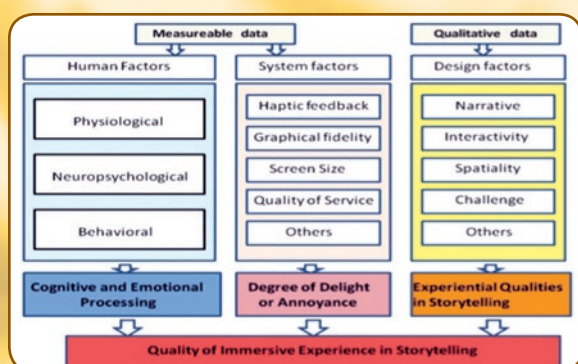 Measureable data
Qualitative data
Human Factors
System factors
Design factors
Physiological
Neuropsychological
Behavioral
Haptic feedback
Graphical fidelity
Screen Size
Quality of Service
Others
Narrative
Interactivity
Spatiality
Challenge
Others
Cognitive and Emotional
Processing
Degree of Delight
or Annoyance
Experiential Qualities
in Storytelling
Quality of Immersive Experience in Storytelling